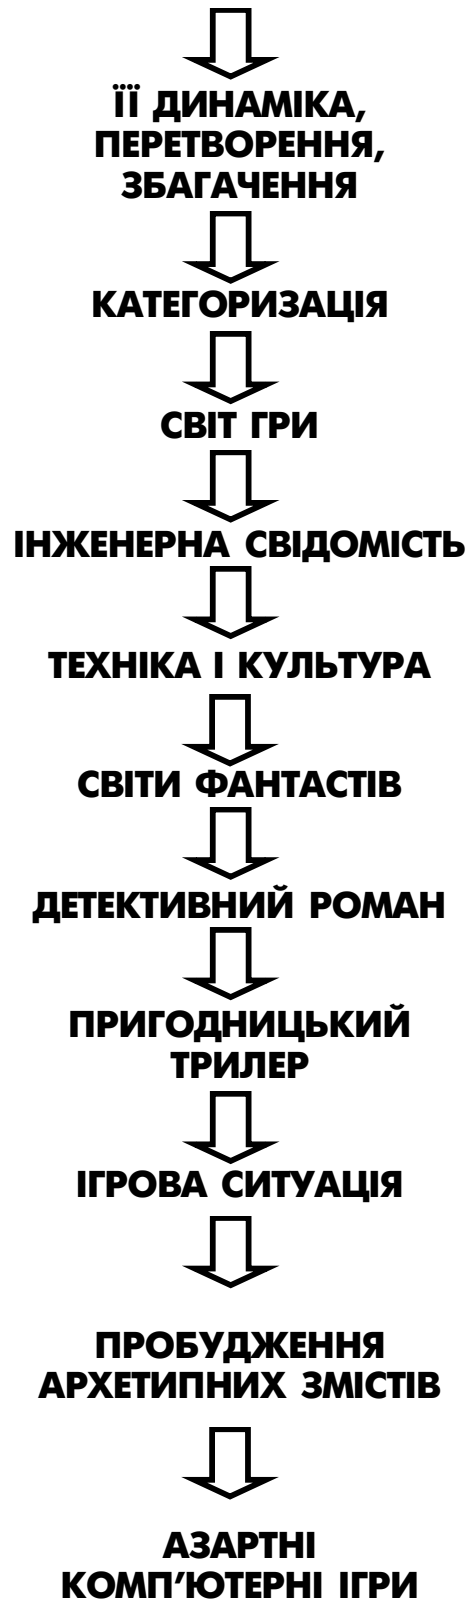 ЇЇ ДИНАМІКА,
ПЕРЕТВОРЕННЯ,
ЗБАГАЧЕННЯ
КАТЕГОРИЗАЦІЯ
СВІТ ГРИ
ІНЖЕНЕРНА СВІДОМІСТЬ
ТЕХНІКА І КУЛЬТУРА
СВІТИ ФАНТАСТІВ
ДЕТЕКТИВНИЙ РОМАН
ПРИГОДНИЦЬКИЙ
ТРИЛЕР
ІГРОВА СИТУАЦІЯ
ПРОБУДЖЕННЯ
АРХЕТИПНИХ ЗМІСТІВ
АЗАРТНІ
КОМП’ЮТЕРНІ ІГРИ